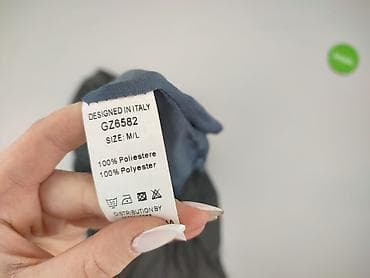 DESIGNED IN ITALY
GZ6582
SIZE: M/L
100% Poliestere
100% Polyester
DISTRIBUTION BY